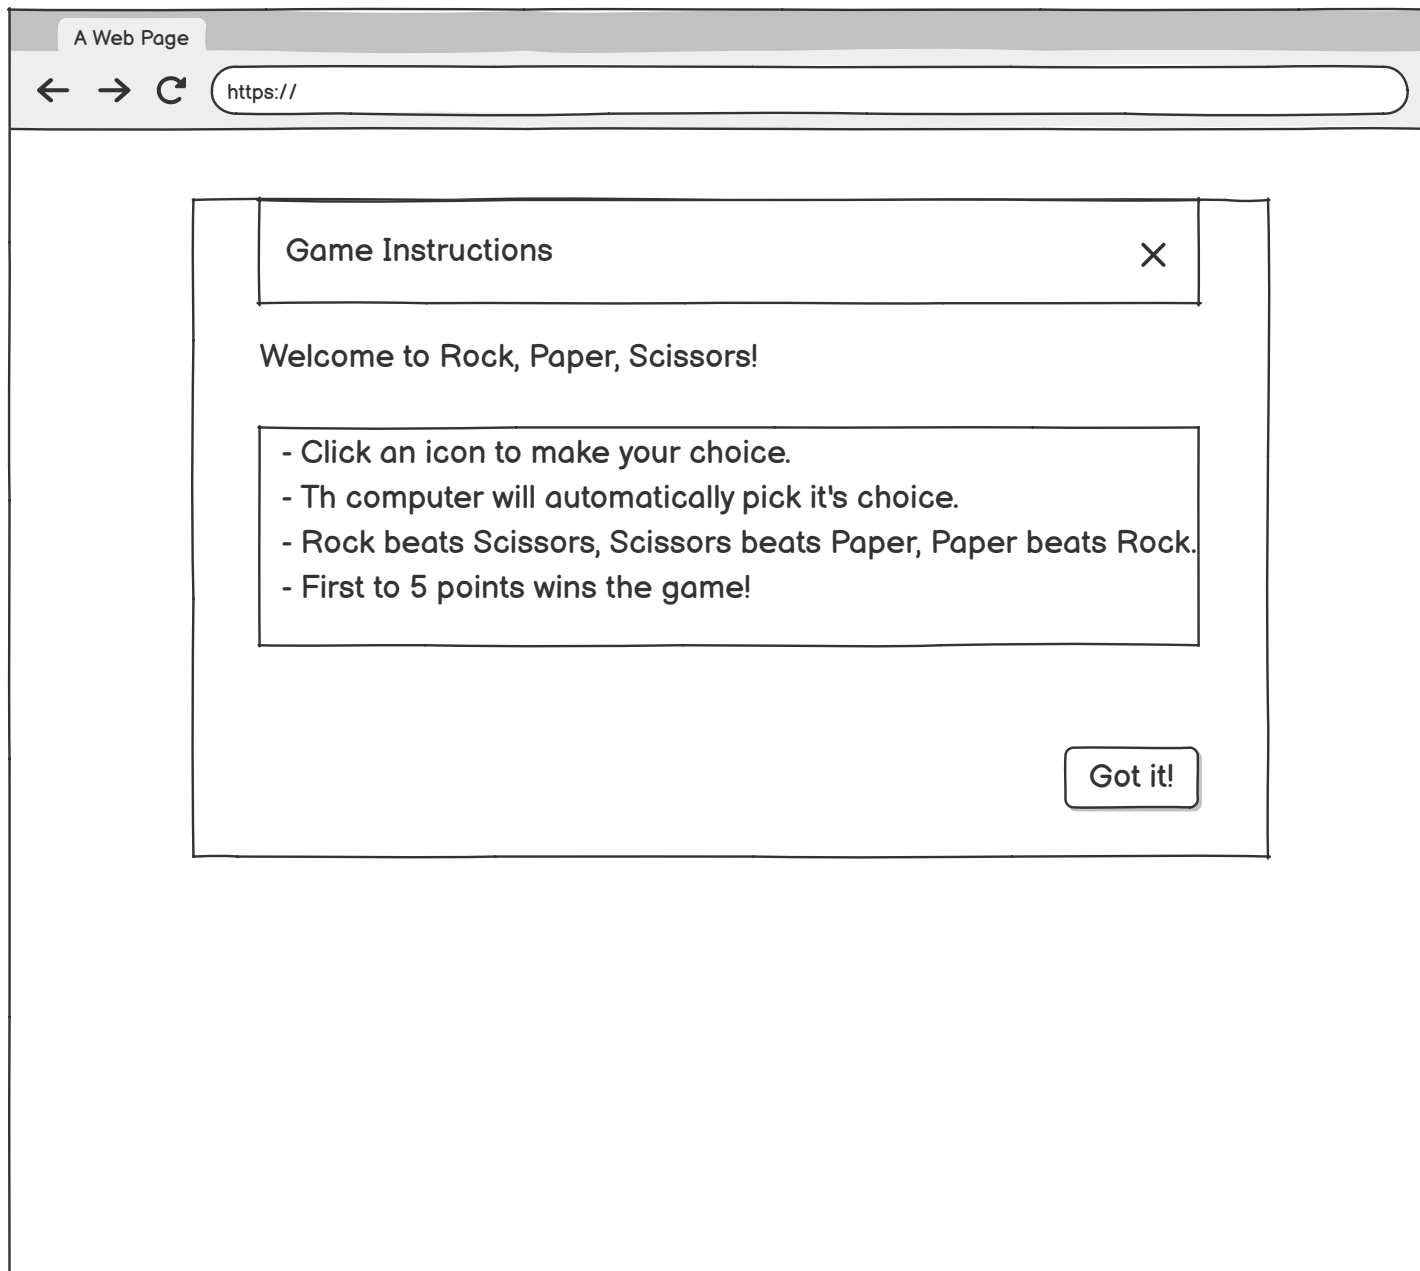 A Web Page
https://
Game Instructions
Welcome to Rock, Paper, Scissors!
- Click an icon to make your choice.
- Th computer will automatically pick it's choice.
- Rock beats Scissors, Scissors beats Paper, Paper beats Rock.
- First to 5 points wins the game!
Got it!